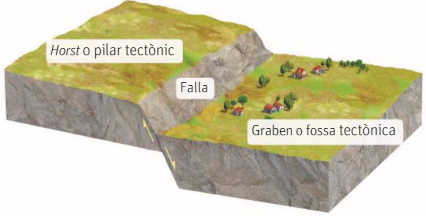 Horst o pilar tectònic
Falla
Graben o fossa tectònica